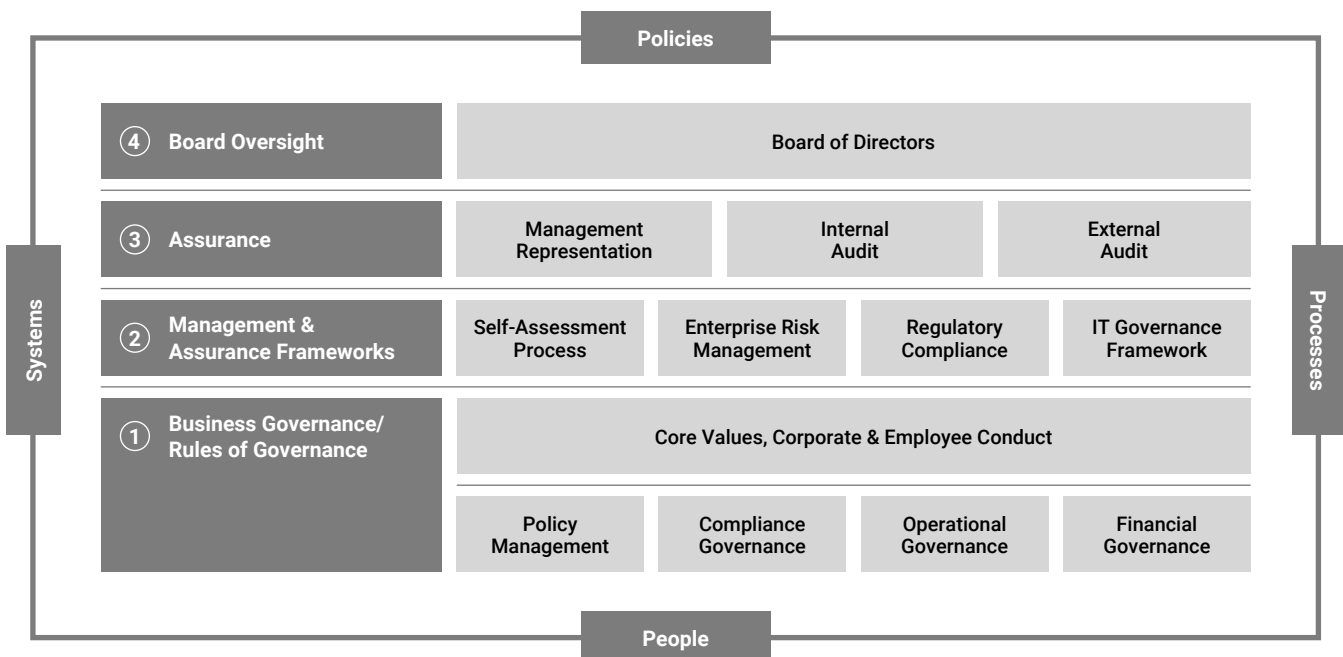 Policies
4 Board Oversight
Board of Directors
3 Assurance
Management
Representation
Internal
Audit
External
Audit
2 Management &
Assurance Frameworks
Self-Assessment
Process
Enterprise Risk
Management
Regulatory
Compliance
IT Governance
Framework
1 Business Governance/
Rules of Governance
Core Values, Corporate & Employee Conduct
Policy
Management
Compliance
Governance
Operational
Governance
Financial
Governance
Systems
Processes
People